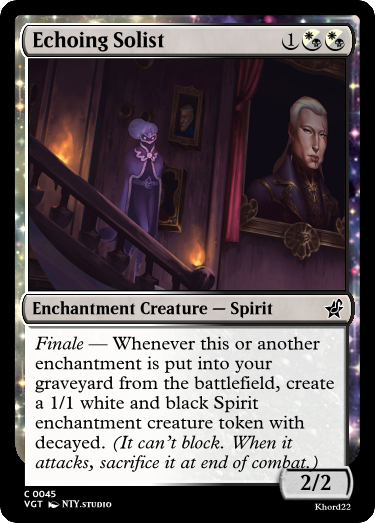 Echoing Solist 1
Enchantment Creature — Spirit
Finale — Whenever this or another
enchantment is put into your
graveyard from the battlefield, create
a 1/1 white and black Spirit
enchantment creature token with
decayed. (It can't block. When it
attacks, sacrifice it at end of combat.)
2/2
C 0045
VGT NTY.STUDIO
Khord22